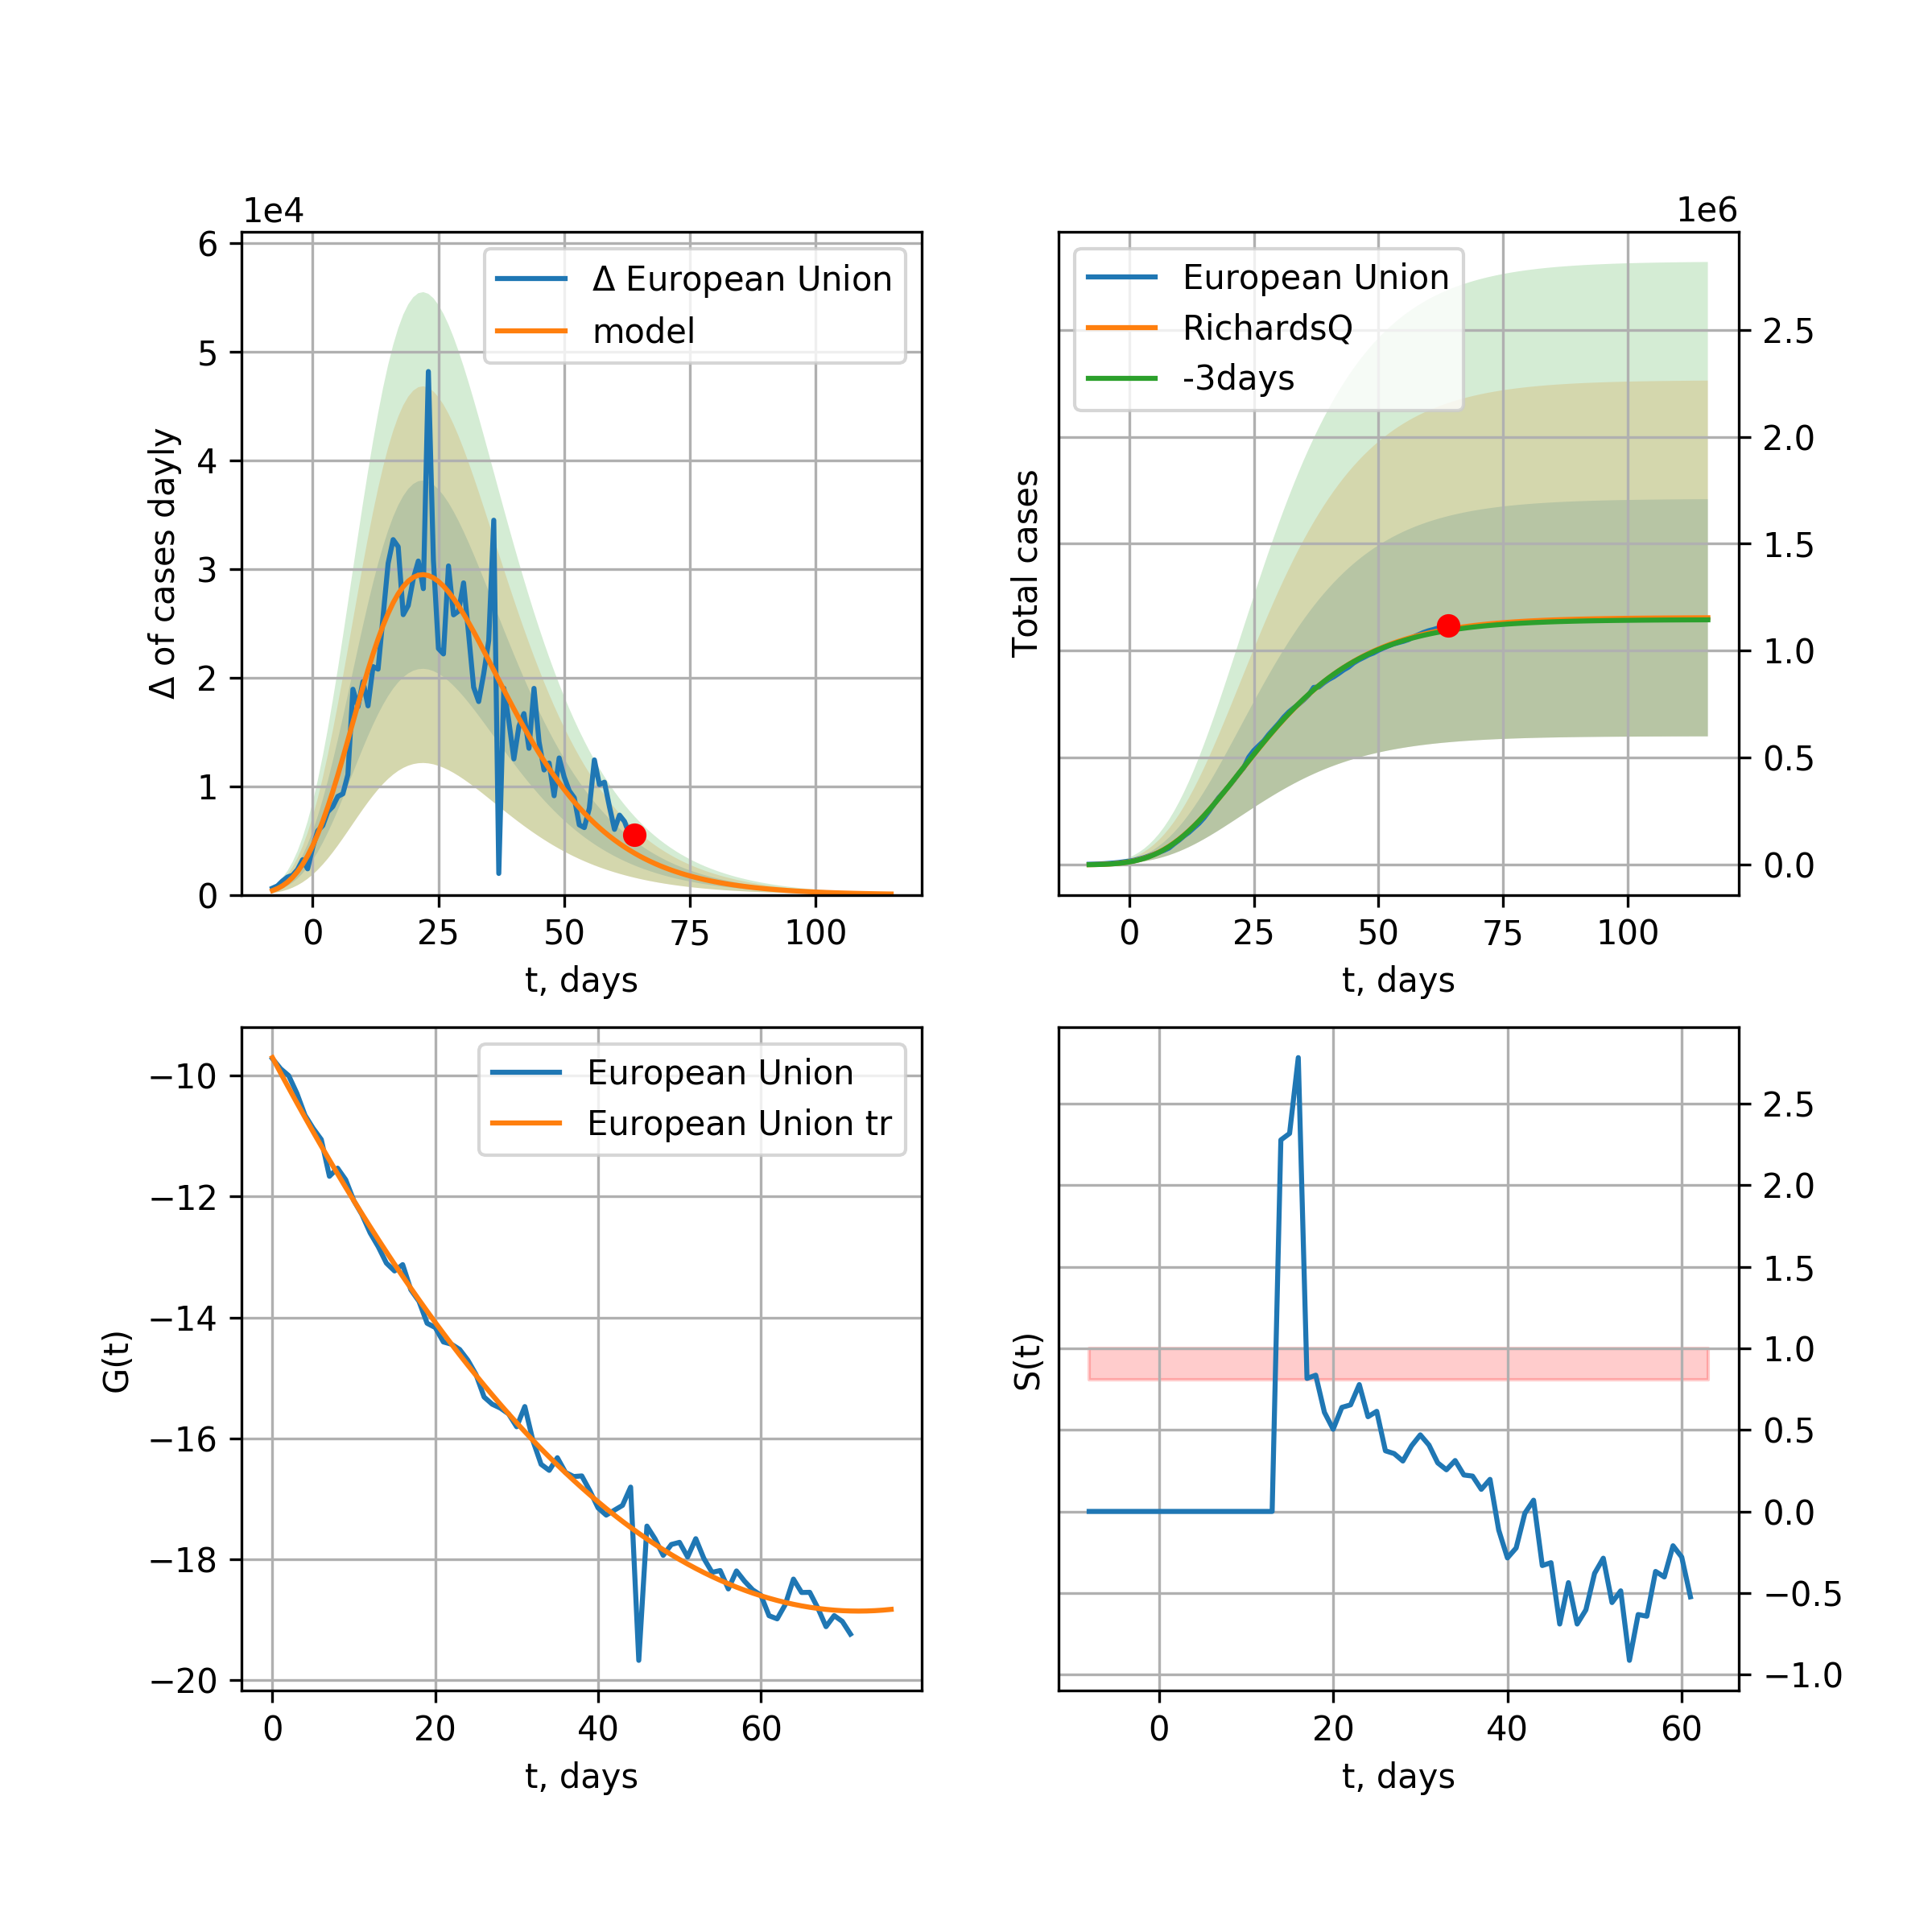 1e4
6
5
4
3
2
1
0
Δ of cases dayly
Δ European Union
model
0 25 50 75 100
t, days
1e6
European Union
RichardsQ
-3days
Total cases
2.5
2.0
1.5
1.0
0.5
0.0
0 25 50 75 100
t, days
−10
−12
−14
−16
−18
−20
G(t)
European Union
European Union tr
0 20 40 60
t, days
S(t)
2.5
2.0
1.5
1.0
0.5
0.0
−0.5
−1.0
0 20 40 60
t, days